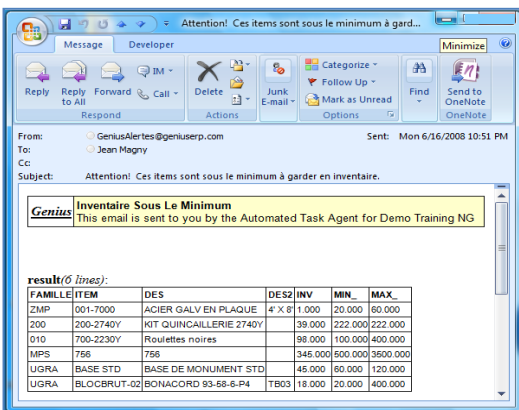 Attention! Ces items sont sous le minimum à gard...
Message Developer
Minimize
Reply
Reply to All
Forward
IM
Call
Delete
Junk E-mail
Categorize
Follow Up
Mark as Unread
Find
Send to OneNote
Respond Actions Options OneNote
From: GeniusAlertes@geniuserp.com Sent: Mon 6/16/2008 10:51 PM
To: Jean Magny
Cc:
Subject: Attention! Ces items sont sous le minimum à garder en inventaire.
Genius
Inventaire Sous Le Minimum
This email is sent to you by the Automated Task Agent for Demo Training NG
result(6 lines):
FAMILLE ITEM DES DES2 INV MIN_ MAX_
ZMP 001-7000 ACIER GALV EN PLAQUE 4' X 8' 1.000 20.000 60.000
200 200-2740Y KIT QUINCAILLERIE 2740Y 39.000 222.000 222.000
010 700-2230Y Roulettes noires 98.000 100.000 400.000
MPS 756 756 345.000 500.000 3500.000
UGRA BASE STD BASE DE MONUMENT STD 45.000 60.000 120.000
UGRA BLOCBRUT-02 BONACORD 93-58-6-P4 TB03 18.000 20.000 400.000